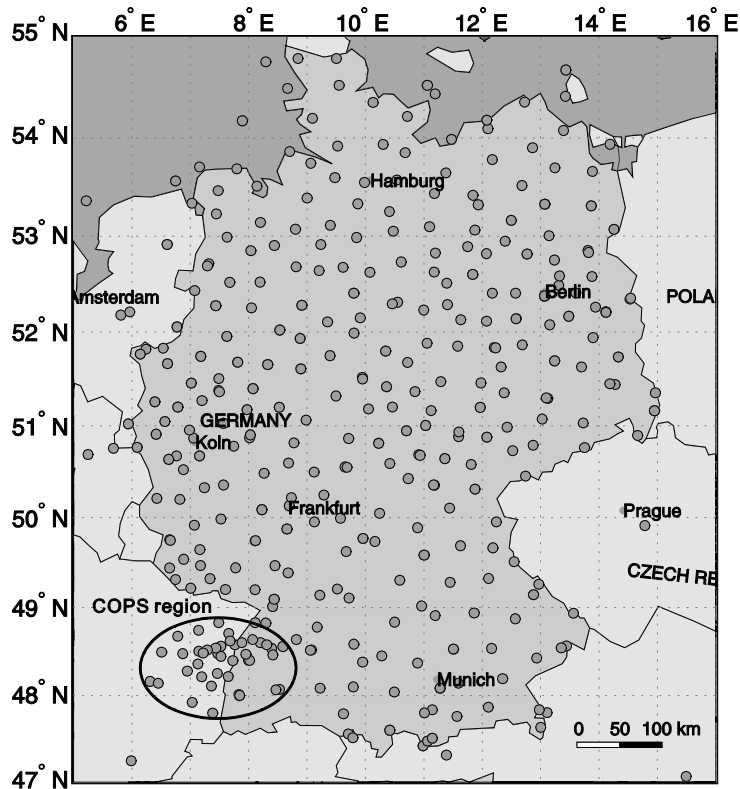 6° E 8° E 10° E 12° E 14° E 16° E
55° N
54° N
Hamburg
53° N
Amsterdam
Berlin
POLA
52° N
51° N
GERMANY
Koln
50° N
Frankfurt
Prague
CZECH RE
49° N
COPS region
48° N
Munich
0 50 100 km
47° N